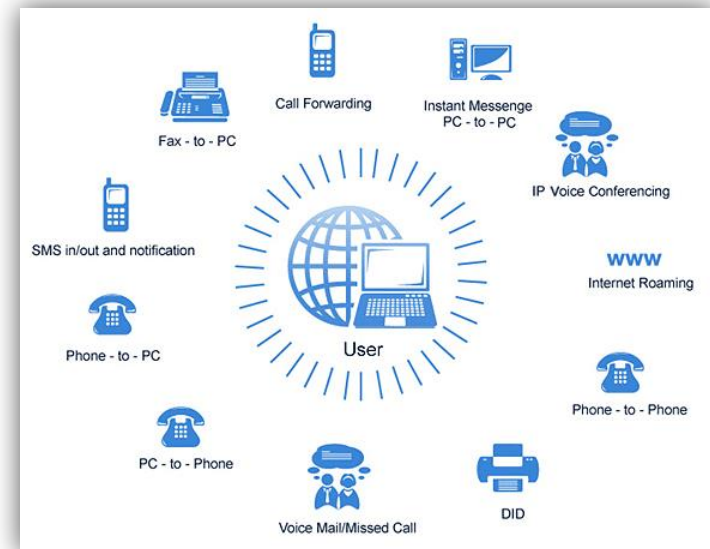 Call Forwarding
Instant Messenge
PC - to - PC
Fax - to - PC
IP Voice Conferencing
SMS in/out and notification
www
Internet Roaming
User
Phone - to - PC
Phone - to - Phone
PC - to - Phone
DID
Voice Mail/Missed Call